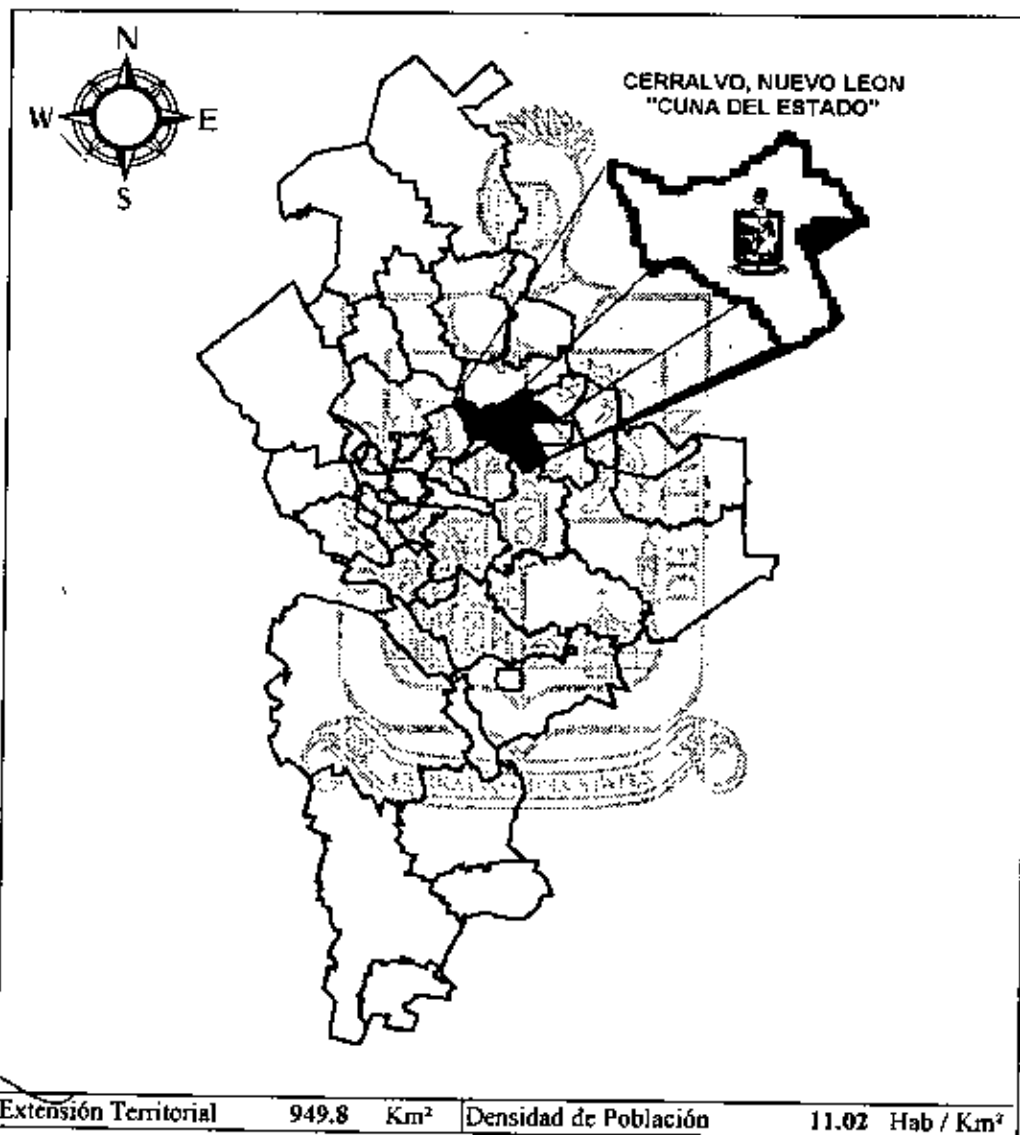 N
W E
S
CERRALVO, NUEVO LEON
"CUNA DEL ESTADO"
Extensión Territorial 949.8 Km² Densidad de Población 11.02 Hab / Km²